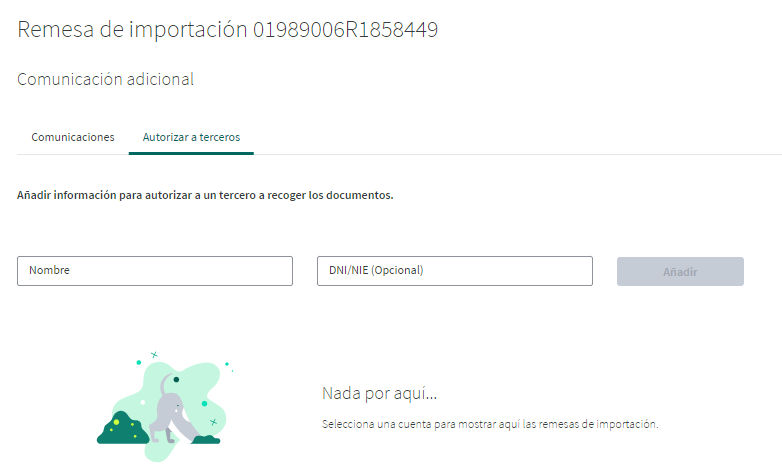 Remesa de importación 01989006R1858449
Comunicación adicional
Comunicaciones
Autorizar a terceros
Añadir información para autorizar a un tercero a recoger los documentos.
Nombre
DNI/NIE (Opcional)
Añadir
Nada por aquí...
Selecciona una cuenta para mostrar aquí las remesas de importación.